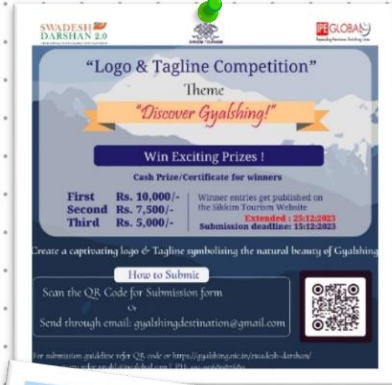 SWADESH
DARSHAN 2.0
SIKKIM TOURISM
IPE GLOBAL
"Logo & Tagline Competition"
Theme
"Discover Gyalshing!"
Win Exciting Prizes !
Cash Prize/Certificate for winners
First Rs. 10,000/-
Second Rs. 7,500/-
Third Rs. 5,000/-
Winner entries get published on
the Sikkim Tourism Website
Extended : 25:12:2023
Submission deadline: 15:12:2023
Create a captivating logo & Tagline symbolising the natural beauty of Gyalshing
How to Submit
Scan the QR Code for Submission form
Or
Send through email: gyalshingdestination@gmail.com
For submission guideline refer QR code or https://gyalshing.nic.in/swadesh-darshan/